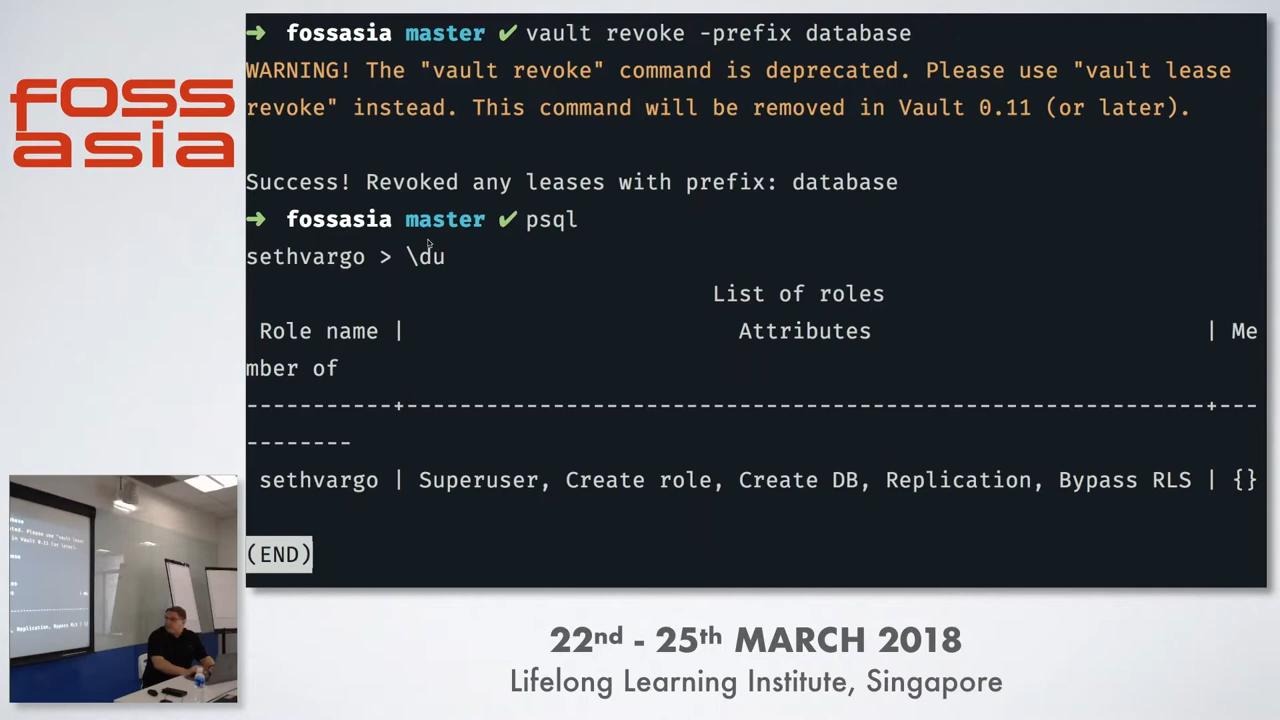 foss
asia
➜ fossasia master ✔ vault revoke -prefix database
WARNING! The "vault revoke" command is deprecated. Please use "vault lease
revoke" instead. This command will be removed in Vault 0.11 (or later).
Success! Revoked any leases with prefix: database
➜ fossasia master ✔ psql
sethvargo > \du
List of roles
Role name | Attributes | Me
mber of
-----------+------------------------------------------------------------+---
--------
sethvargo | Superuser, Create role, Create DB, Replication, Bypass RLS | {}
(END)
22nd - 25th MARCH 2018
Lifelong Learning Institute, Singapore